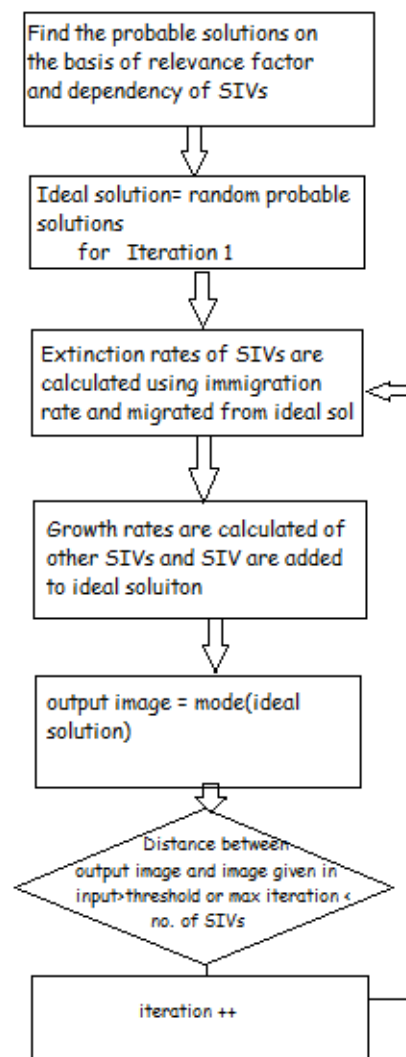 Find the probable solutions on
the basis of relevance factor
and dependency of SIVs
Ideal solution= random probable
solutions
for Iteration 1
Extinction rates of SIVs are
calculated using immigration
rate and migrated from ideal sol
Growth rates are calculated of
other SIVs and SIV are added
to ideal soluiton
output image = mode(ideal
solution)
Distance between
output image and image given in
input>threshold or max iteration <
no. of SIVs
iteration ++